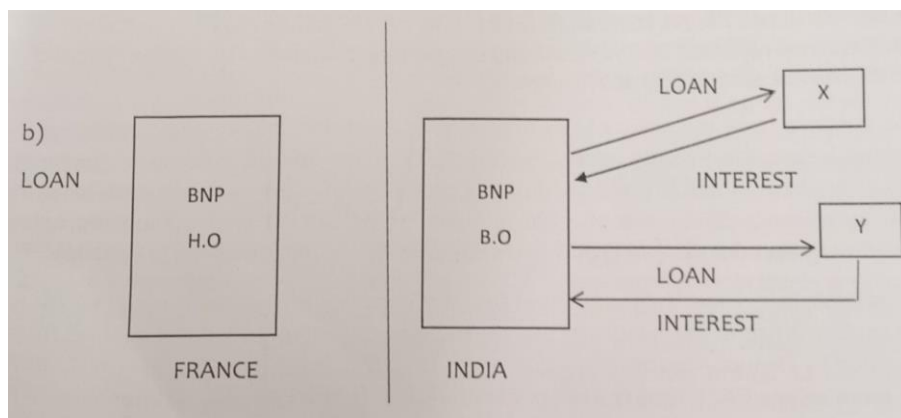 b)
LOAN
BNP
H.O
FRANCE
BNP
B.O
INDIA
LOAN
X
INTEREST
Y
LOAN
INTEREST